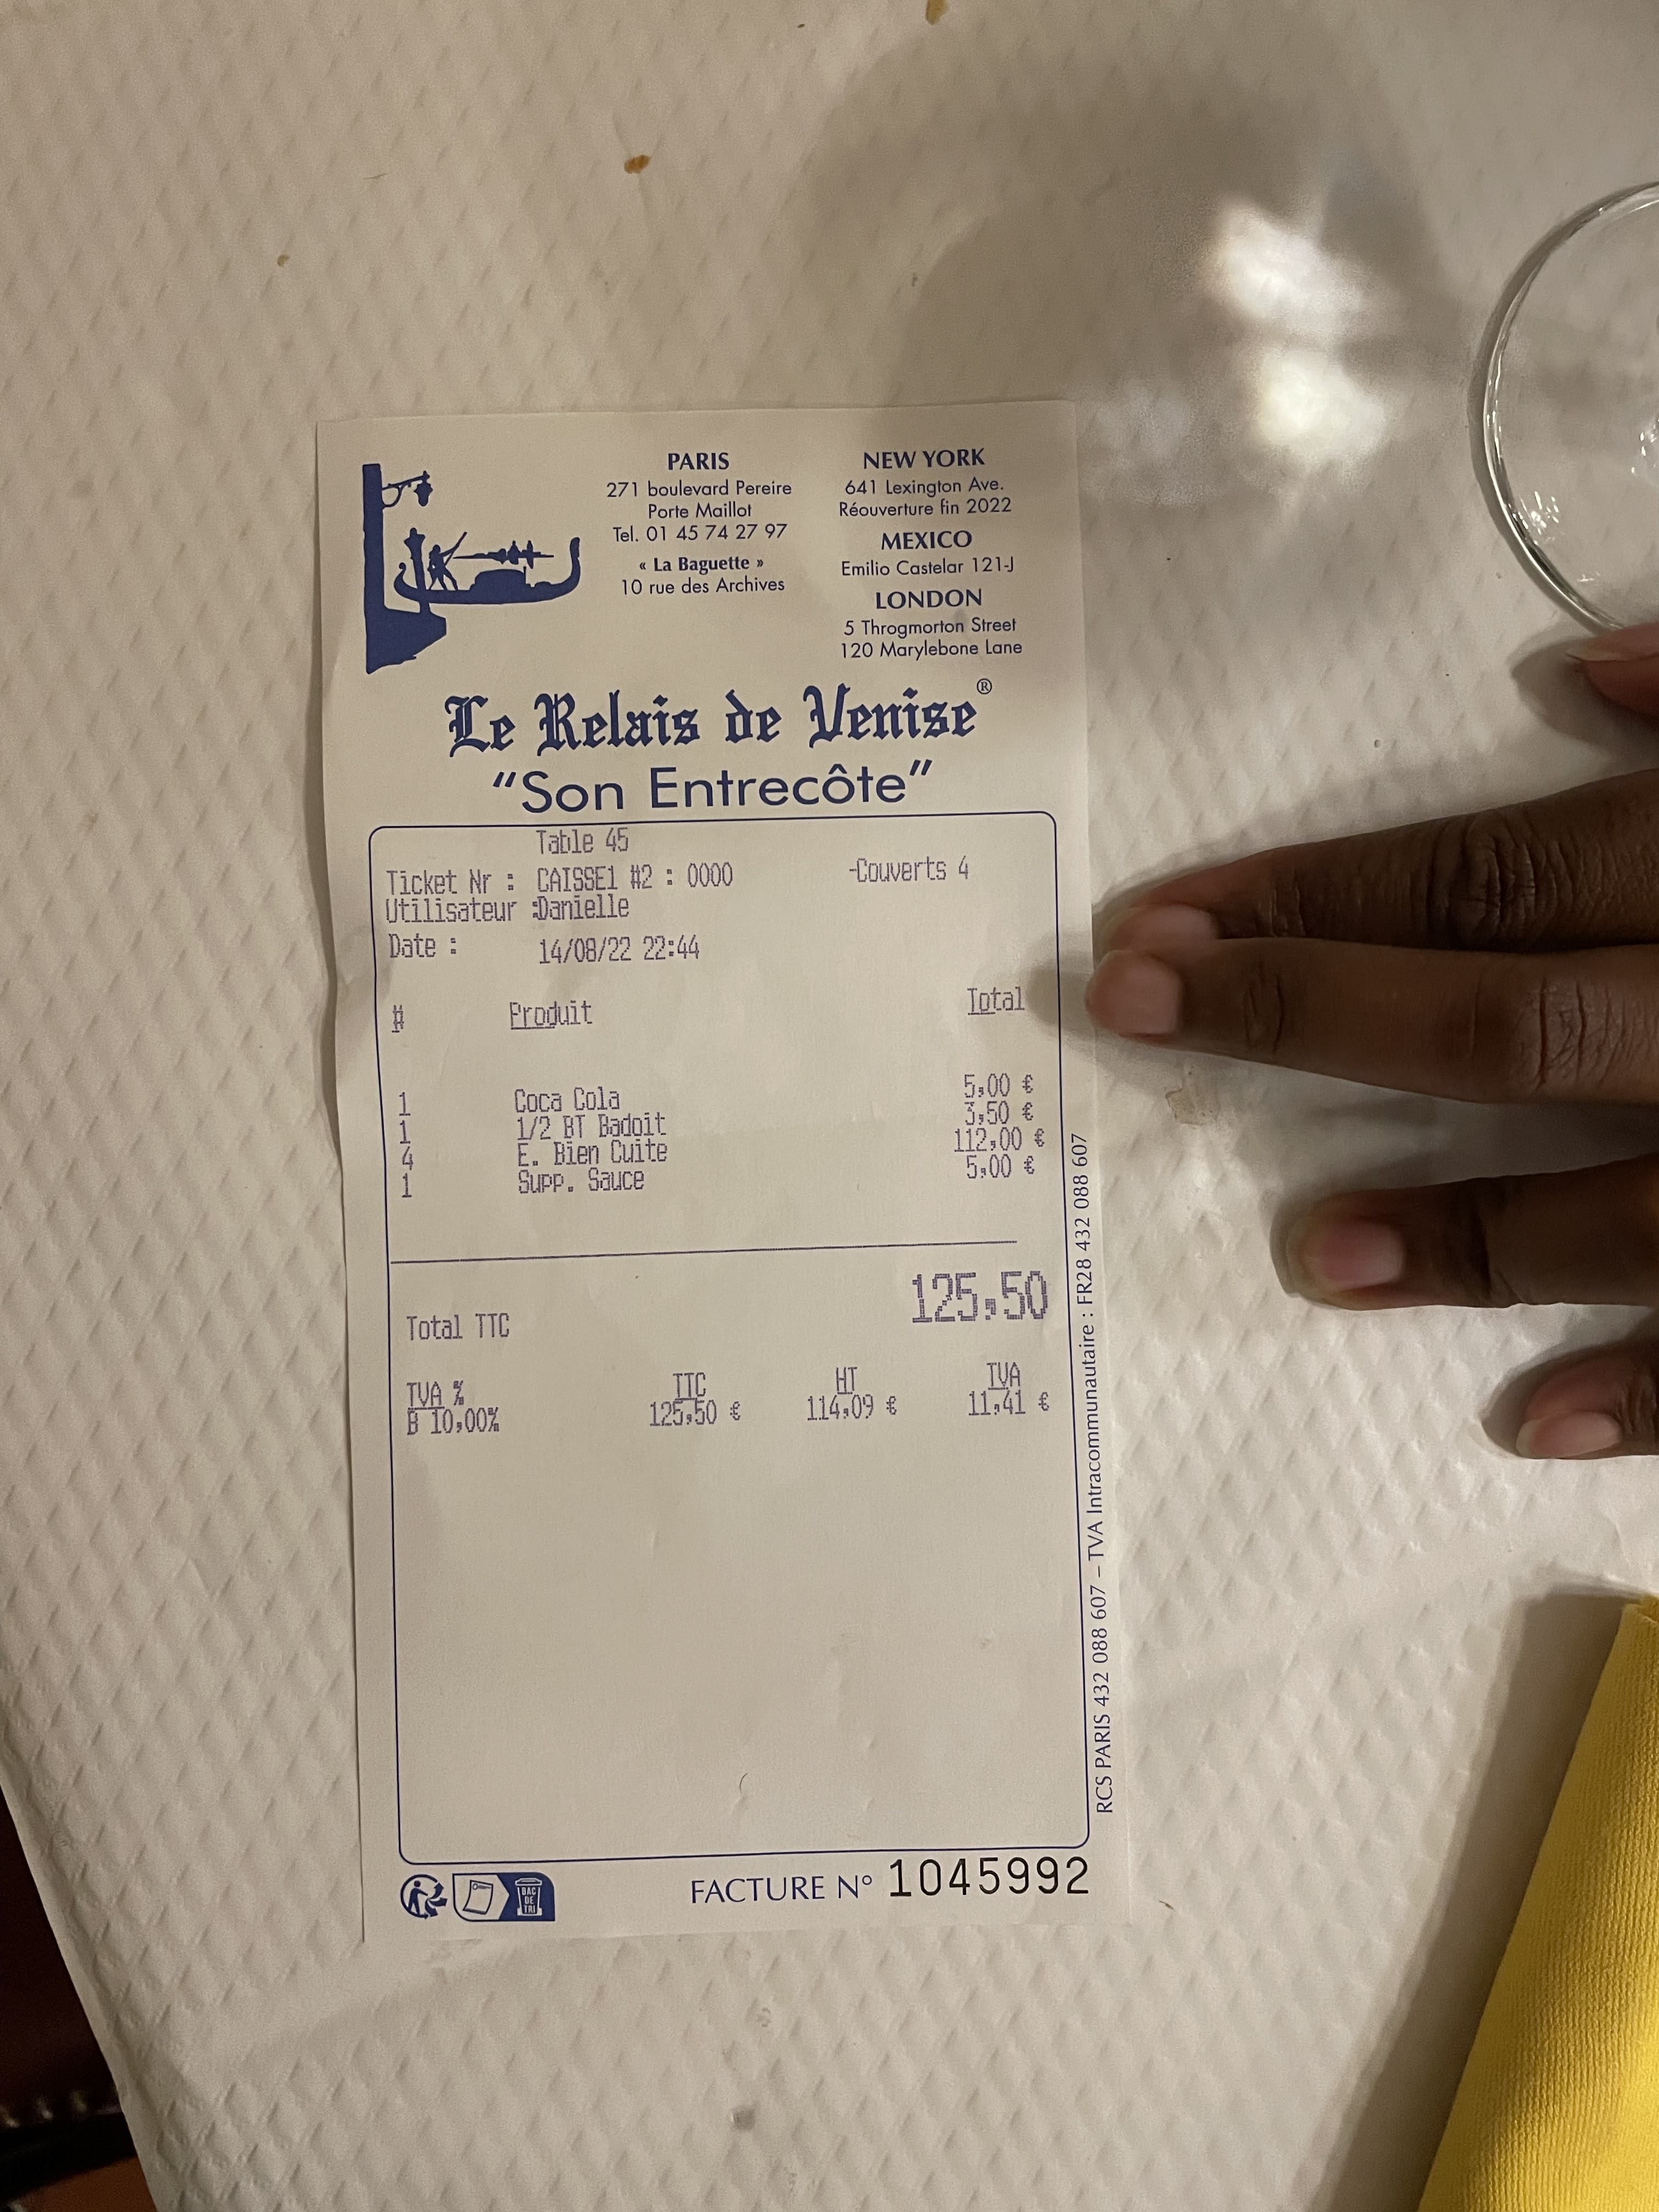 PARIS
271 boulevard Pereire
Porte Maillot
Tel. 01 45 74 27 97
« La Baguette »
10 rue des Archives
NEW YORK
641 Lexington Ave.
Réouverture fin 2022
MEXICO
Emilio Castelar 121-J
LONDON
5 Throgmorton Street
120 Marylebone Lane
Le Relais de Venise®
“Son Entrecôte”
Table 45
Ticket Nr : CAISSE1 #2 : 0000 -Couverts 4
Utilisateur :Danielle
Date : 14/08/22 22:44
# Produit Total
1 Coca Cola 5,00 €
1 1/2 BT Badoit 3,50 €
4 E. Bien Cuite 112,00 €
1 Supp. Sauce 5,00 €
Total TTC 125,50
TVA % TTC HT TVA
B 10,00% 125,50 € 114,09 € 11,41 €
RCS PARIS 432 088 607 – TVA Intracommunautaire : FR28 432 088 607
BAC
DE
TRI
FACTURE N° 1045992